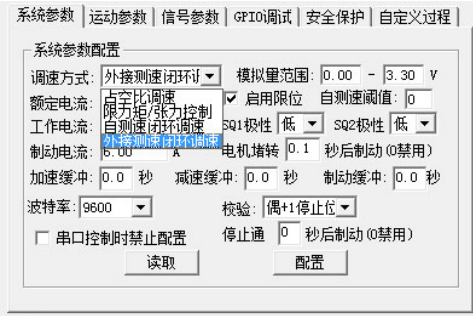 系统参数 运动参数 信号参数 GPIO调试 安全保护 自定义过程
系统参数配置
调速方式: 外接测速闭环调 模拟量范围: 0.00 - 3.30 V
额定电流: 占空比调速 启用限位 自测速阈值: 0
限力矩/张力控制
工作电流: 自测速闭环调速 SQ1极性 低 SQ2极性 低
外接测速闭环调速
制动电流: 6.00 A 电机堵转 0.1 秒后制动(0禁用)
加速缓冲: 0.0 秒 减速缓冲: 0.0 秒 制动缓冲: 0.0 秒
波特率: 9600 校验: 偶+1停止位
串口控制时禁止配置 停止通 0 秒后制动(0禁用)
读取 配置